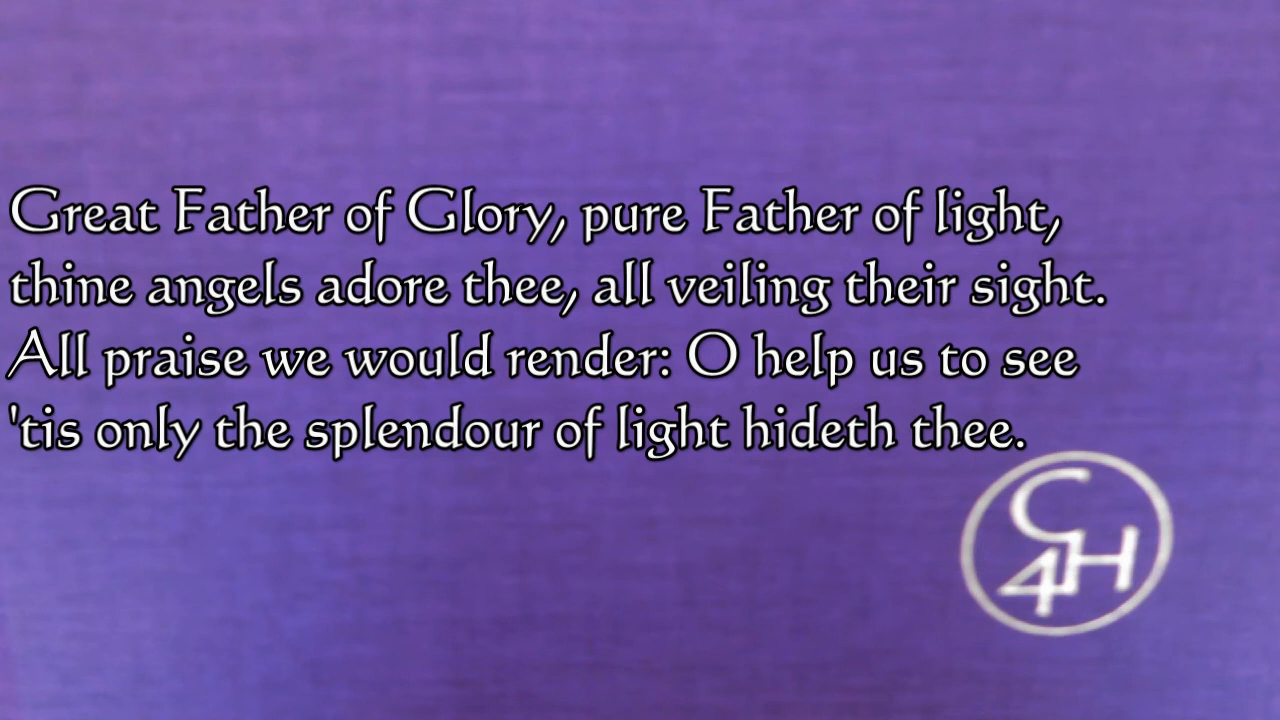 Great Father of Glory, pure Father of light,
thine angels adore thee, all veiling their sight.
All praise we would render: O help us to see
'tis only the splendour of light hideth thee.
CH4